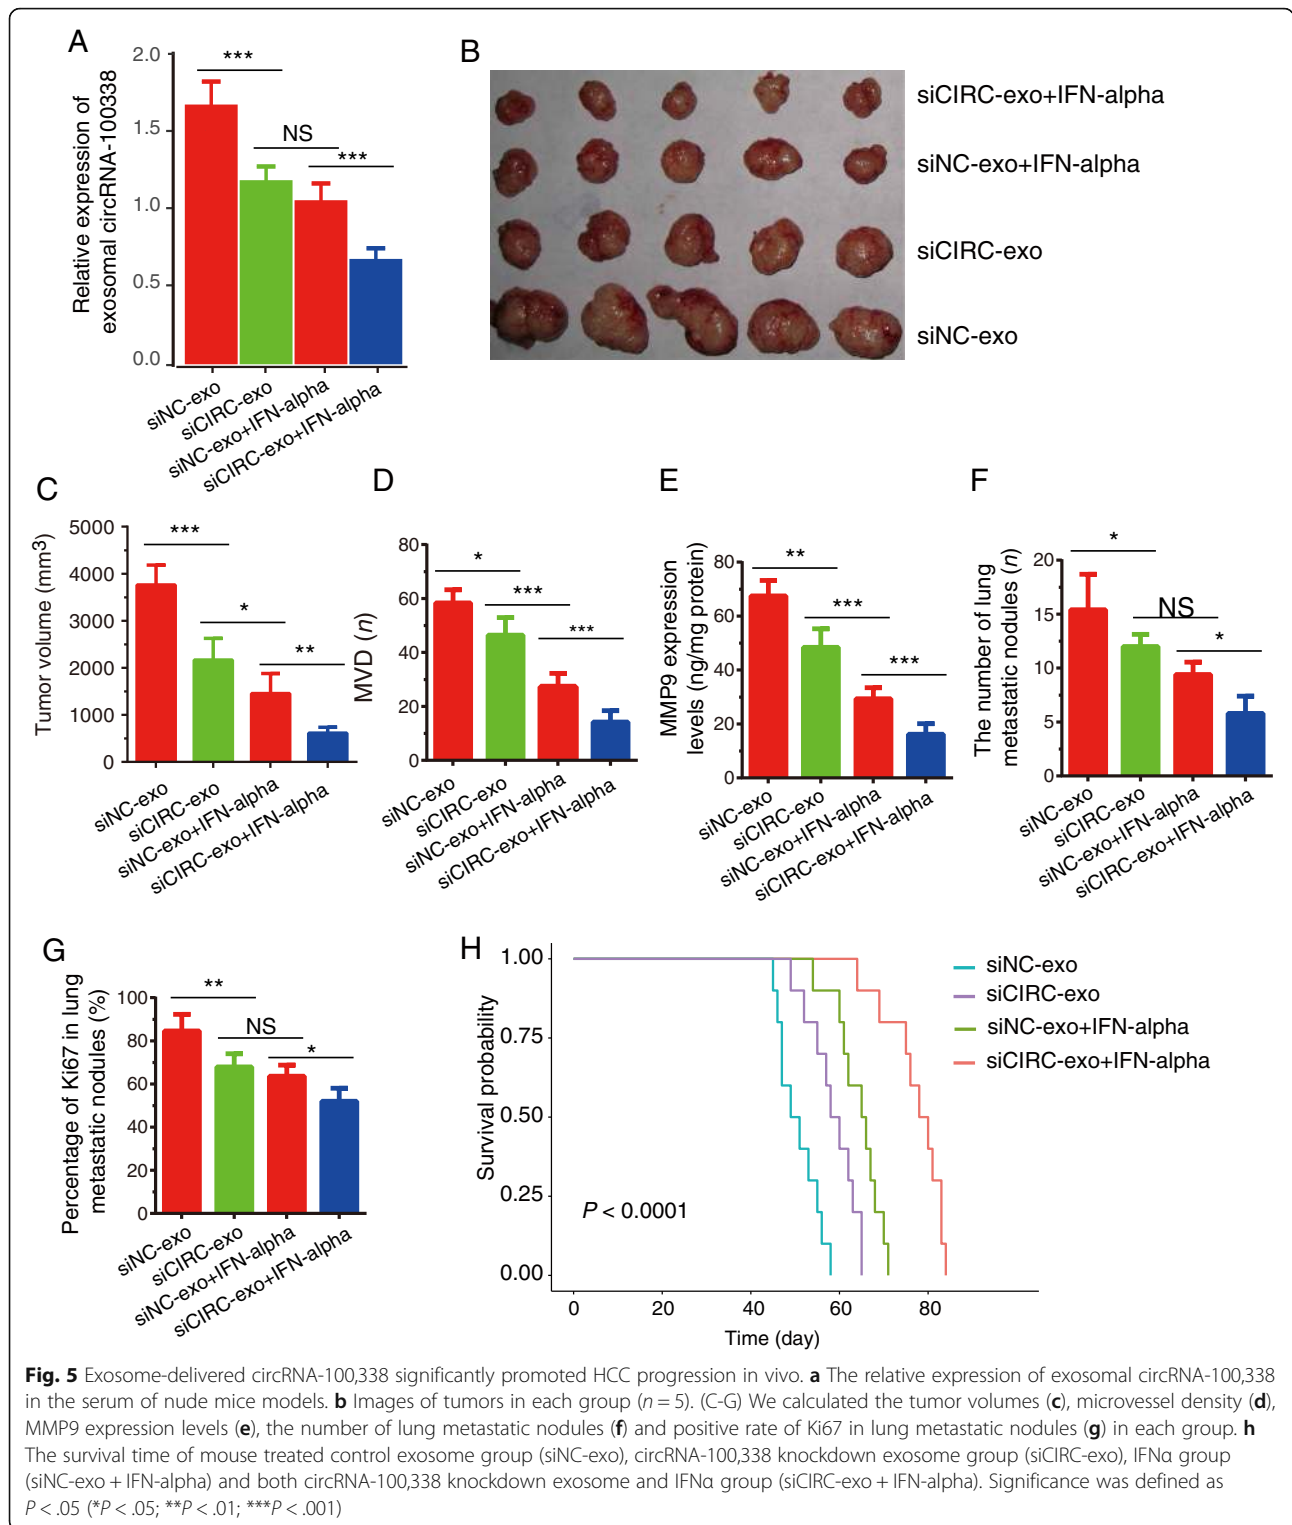 A
Relative expression of
exosomal circRNA-100338
2.0
1.5
1.0
0.5
0.0
***
NS
***
siNC-exo
siCIRC-exo
siNC-exo+IFN-alpha
siCIRC-exo+IFN-alpha
B
siCIRC-exo+IFN-alpha
siNC-exo+IFN-alpha
siCIRC-exo
siNC-exo
C
Tumor volume (mm³)
5000
4000
3000
2000
1000
0
***
*
**
siNC-exo
siCIRC-exo
siNC-exo+IFN-alpha
siCIRC-exo+IFN-alpha
D
MVD (n)
80
60
40
20
0
*
***
***
siNC-exo
siCIRC-exo
siNC-exo+IFN-alpha
siCIRC-exo+IFN-alpha
E
MMP9 expression
levels (ng/mg protein)
80
60
40
20
0
**
***
***
siNC-exo
siCIRC-exo
siNC-exo+IFN-alpha
siCIRC-exo+IFN-alpha
F
The number of lung
metastatic nodules (n)
20
15
10
5
0
*
NS
*
siNC-exo
siCIRC-exo
siNC-exo+IFN-alpha
siCIRC-exo+IFN-alpha
G
Percentage of Ki67 in lung
metastatic nodules (%)
100
80
60
40
20
0
**
NS
*
siNC-exo
siCIRC-exo
siNC-exo+IFN-alpha
siCIRC-exo+IFN-alpha
H
Survival probability
1.00
0.75
0.50
0.25
0.00
P < 0.0001
0 20 40 60 80
Time (day)
siNC-exo
siCIRC-exo
siNC-exo+IFN-alpha
siCIRC-exo+IFN-alpha
Fig. 5 Exosome-delivered circRNA-100,338 significantly promoted HCC progression in vivo. a The relative expression of exosomal circRNA-100,338
in the serum of nude mice models. b Images of tumors in each group (n = 5). (C-G) We calculated the tumor volumes (c), microvessel density (d),
MMP9 expression levels (e), the number of lung metastatic nodules (f) and positive rate of Ki67 in lung metastatic nodules (g) in each group. h
The survival time of mouse treated control exosome group (siNC-exo), circRNA-100,338 knockdown exosome group (siCIRC-exo), IFNα group
(siNC-exo + IFN-alpha) and both circRNA-100,338 knockdown exosome and IFNα group (siCIRC-exo + IFN-alpha). Significance was defined as
P < .05 (*P < .05; **P < .01; ***P < .001)